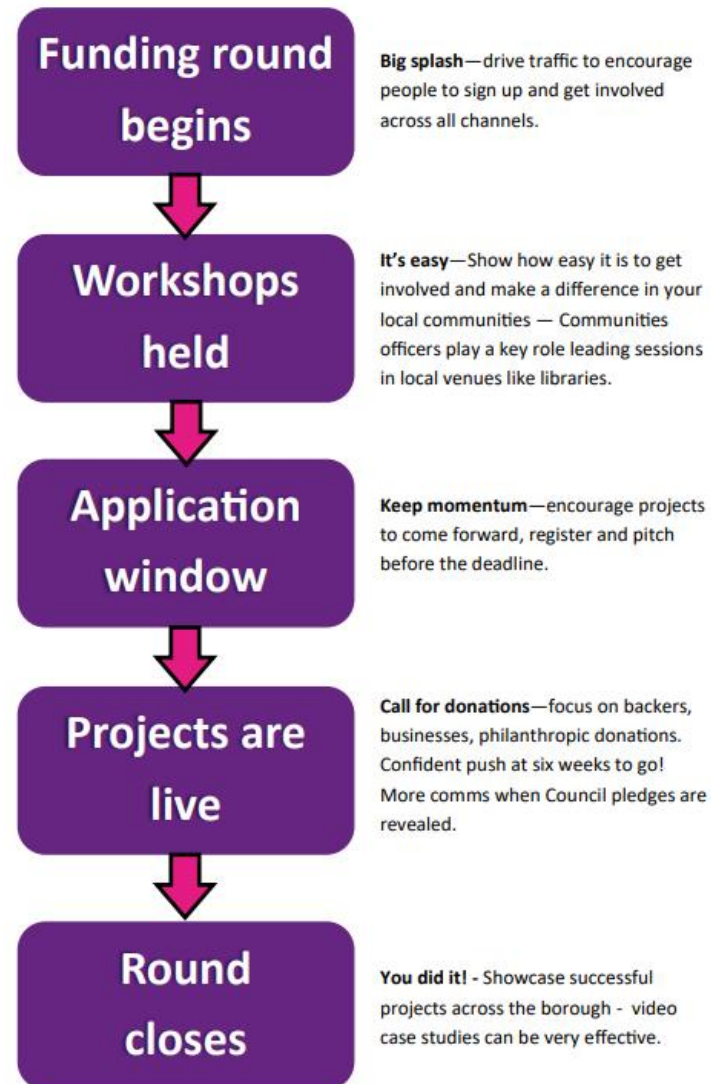 Funding round
begins
Big splash—drive traffic to encourage
people to sign up and get involved
across all channels.
Workshops
held
It’s easy—Show how easy it is to get
involved and make a difference in your
local communities — Communities
officers play a key role leading sessions
in local venues like libraries.
Application
window
Keep momentum—encourage projects
to come forward, register and pitch
before the deadline.
Projects are
live
Call for donations—focus on backers,
businesses, philanthropic donations.
Confident push at six weeks to go!
More comms when Council pledges are
revealed.
Round
closes
You did it! - Showcase successful
projects across the borough - video
case studies can be very effective.